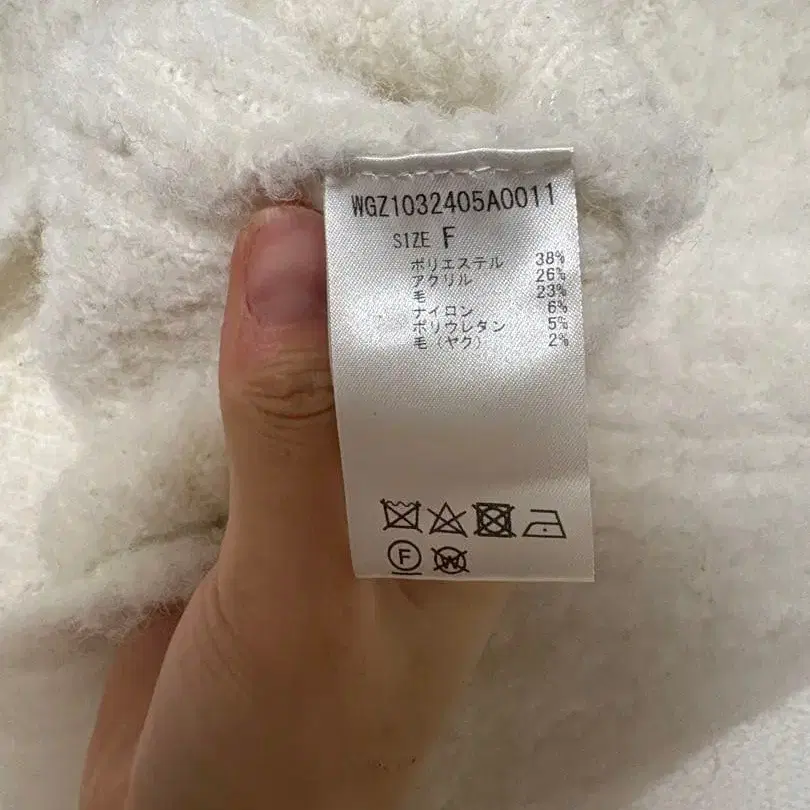 WGZ1032405A0011
SIZE F
ポリエステル 38%
アクリル 26%
毛 23%
ナイロン 6%
ポリウレタン 5%
毛(ヤク) 2%
F W